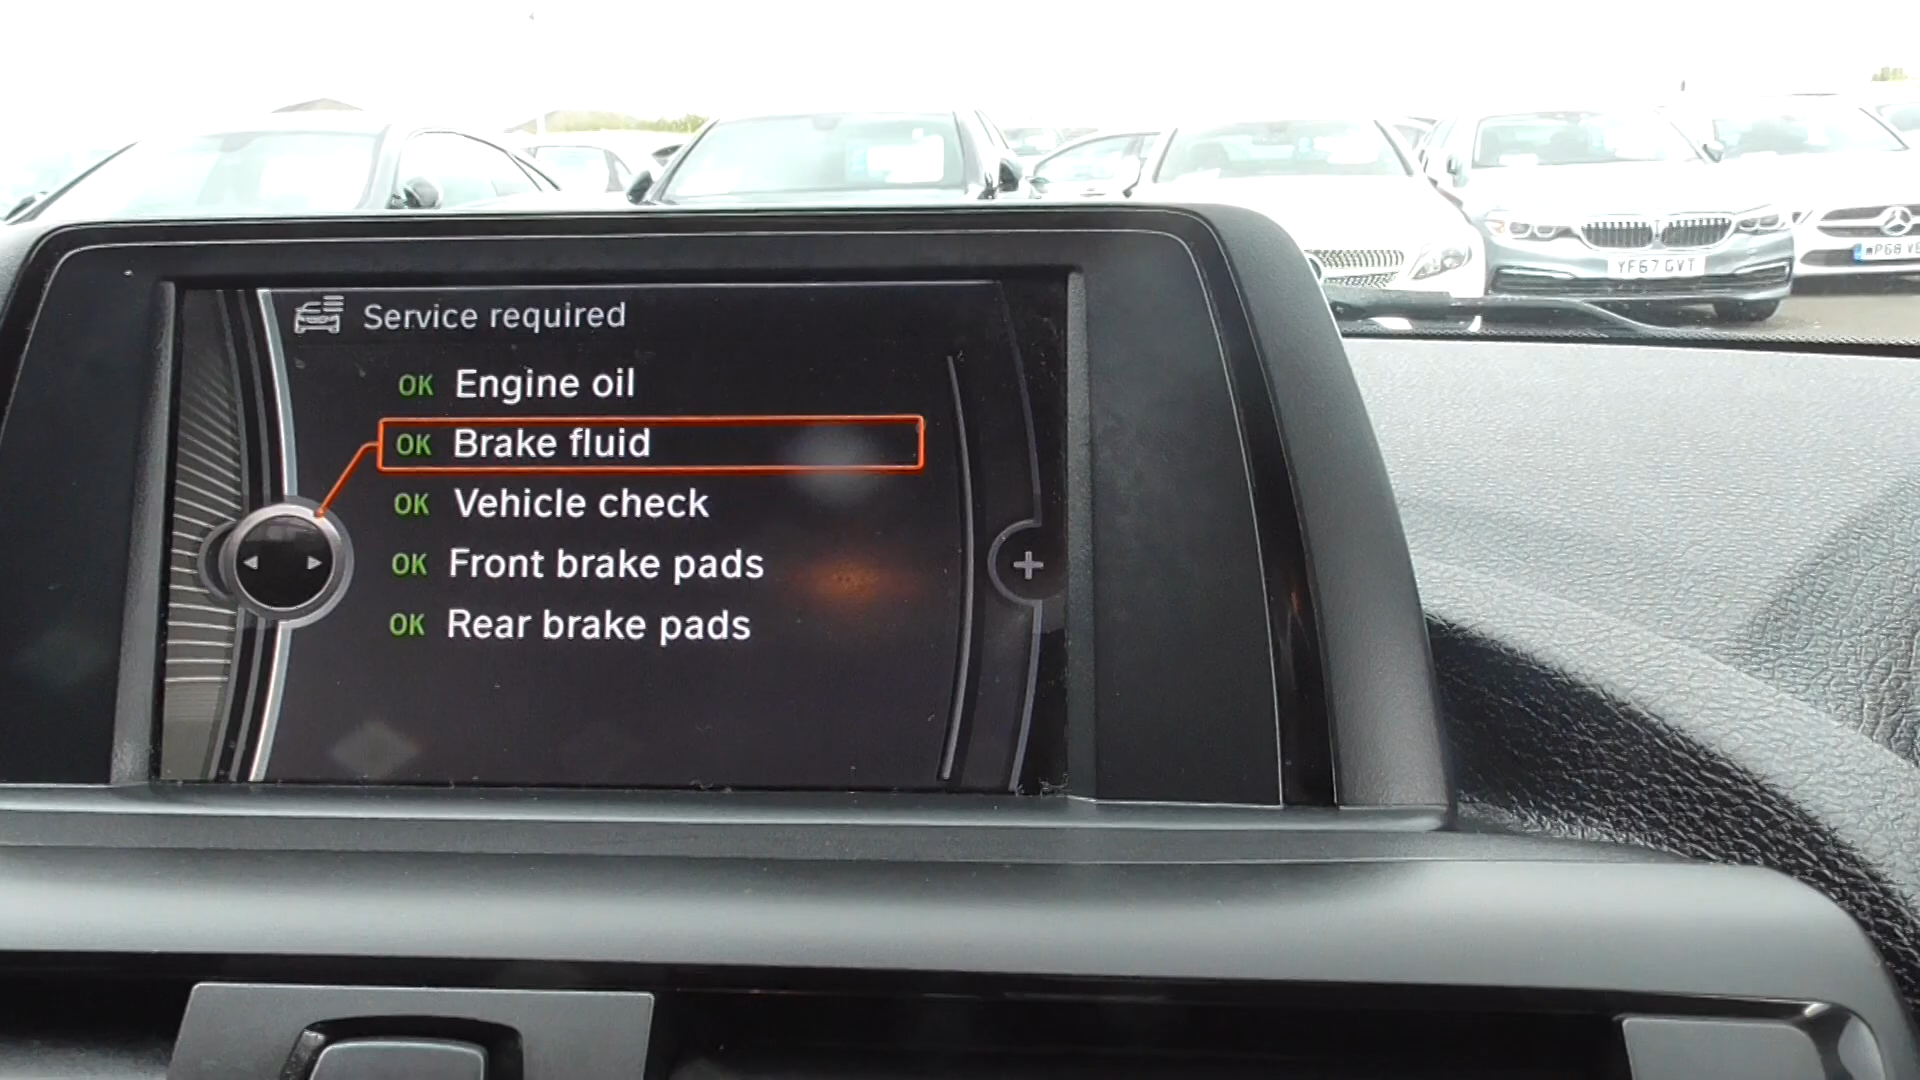 Service required
OK Engine oil
OK Brake fluid
OK Vehicle check
OK Front brake pads
OK Rear brake pads
+
YF67 GVT